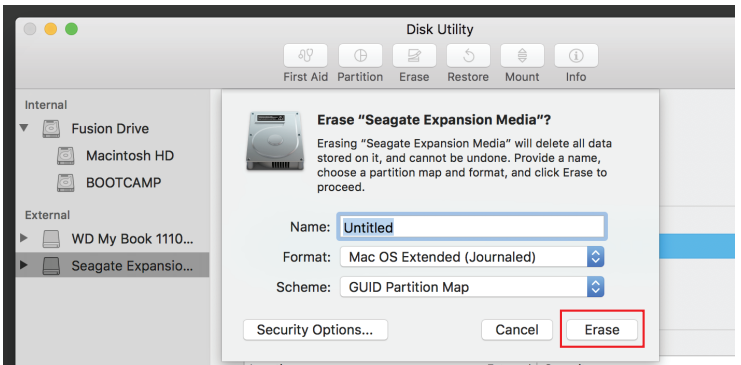 Disk Utility
First Aid Partition Erase Restore Mount Info
Internal
Fusion Drive
Macintosh HD
BOOTCAMP
External
WD My Book 1110...
Seagate Expansio...
Erase “Seagate Expansion Media”?
Erasing “Seagate Expansion Media” will delete all data
stored on it, and cannot be undone. Provide a name,
choose a partition map and format, and click Erase to
proceed.
Name: Untitled
Format: Mac OS Extended (Journaled)
Scheme: GUID Partition Map
Security Options... Cancel Erase